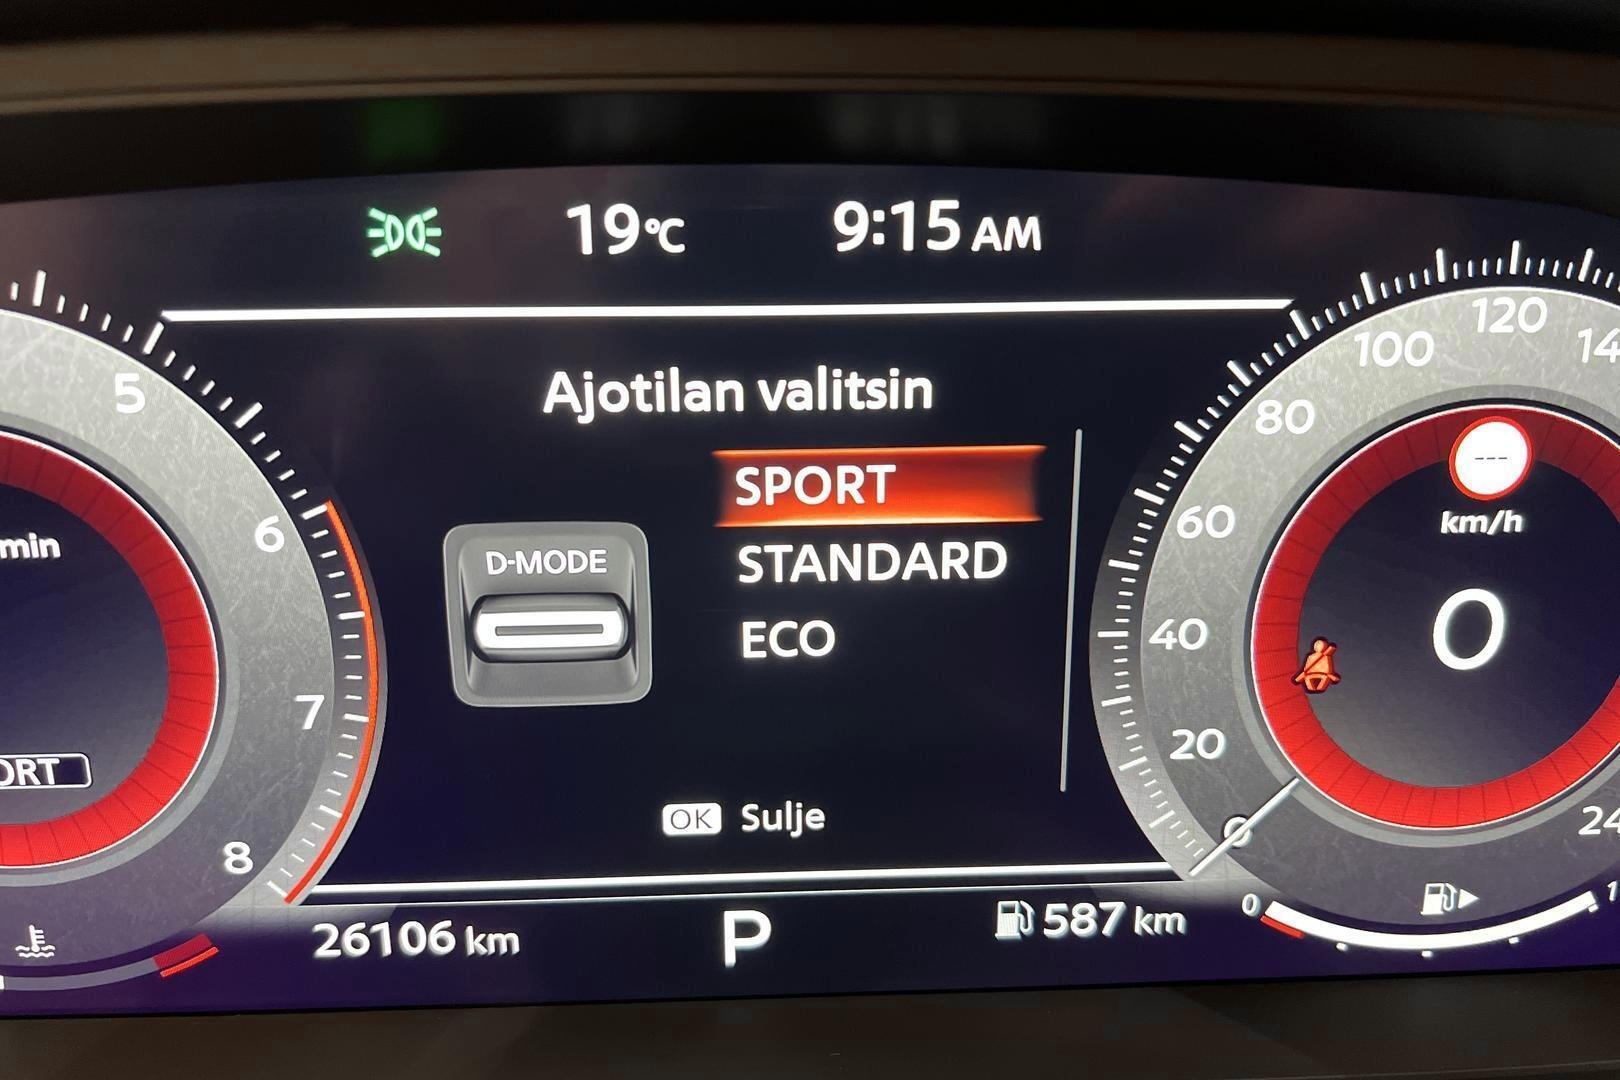 19°C
9:15 AM
5
6
7
8
min
ORT
Ajotilan valitsin
D-MODE
SPORT
STANDARD
ECO
OK Sulje
120
100
80
60
40
20
0
---
km/h
0
26106 km
P
587 km
0